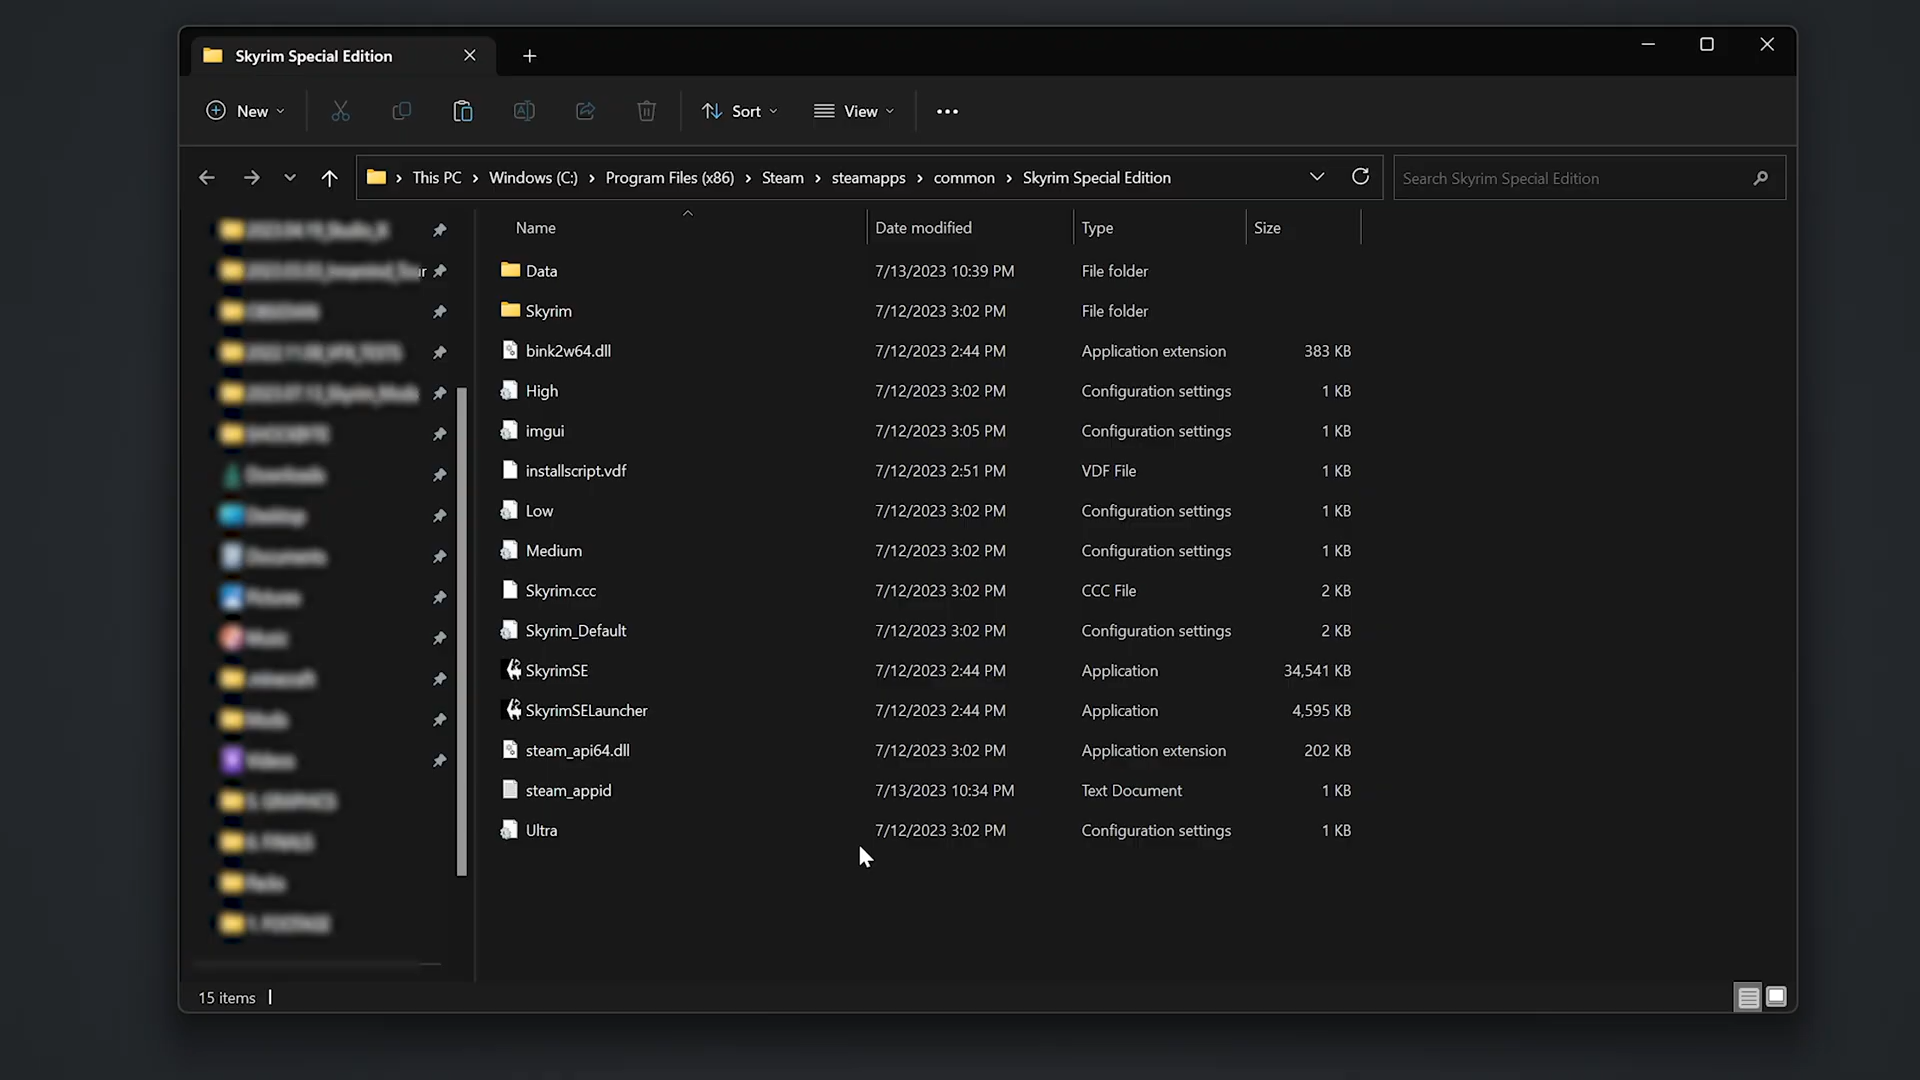 Skyrim Special Edition
New
Sort
View
This PC > Windows (C:) > Program Files (x86) > Steam > steamapps > common > Skyrim Special Edition
Search Skyrim Special Edition
Name Date modified Type Size
Data 7/13/2023 10:39 PM File folder
Skyrim 7/12/2023 3:02 PM File folder
bink2w64.dll 7/12/2023 2:44 PM Application extension 383 KB
High 7/12/2023 3:02 PM Configuration settings 1 KB
imgui 7/12/2023 3:05 PM Configuration settings 1 KB
installscript.vdf 7/12/2023 2:51 PM VDF File 1 KB
Low 7/12/2023 3:02 PM Configuration settings 1 KB
Medium 7/12/2023 3:02 PM Configuration settings 1 KB
Skyrim.ccc 7/12/2023 3:02 PM CCC File 2 KB
Skyrim_Default 7/12/2023 3:02 PM Configuration settings 2 KB
SkyrimSE 7/12/2023 2:44 PM Application 34,541 KB
SkyrimSELauncher 7/12/2023 2:44 PM Application 4,595 KB
steam_api64.dll 7/12/2023 3:02 PM Application extension 202 KB
steam_appid 7/13/2023 10:34 PM Text Document 1 KB
Ultra 7/12/2023 3:02 PM Configuration settings 1 KB
Downloads
Desktop
Documents
Pictures
Music
Videos
15 items